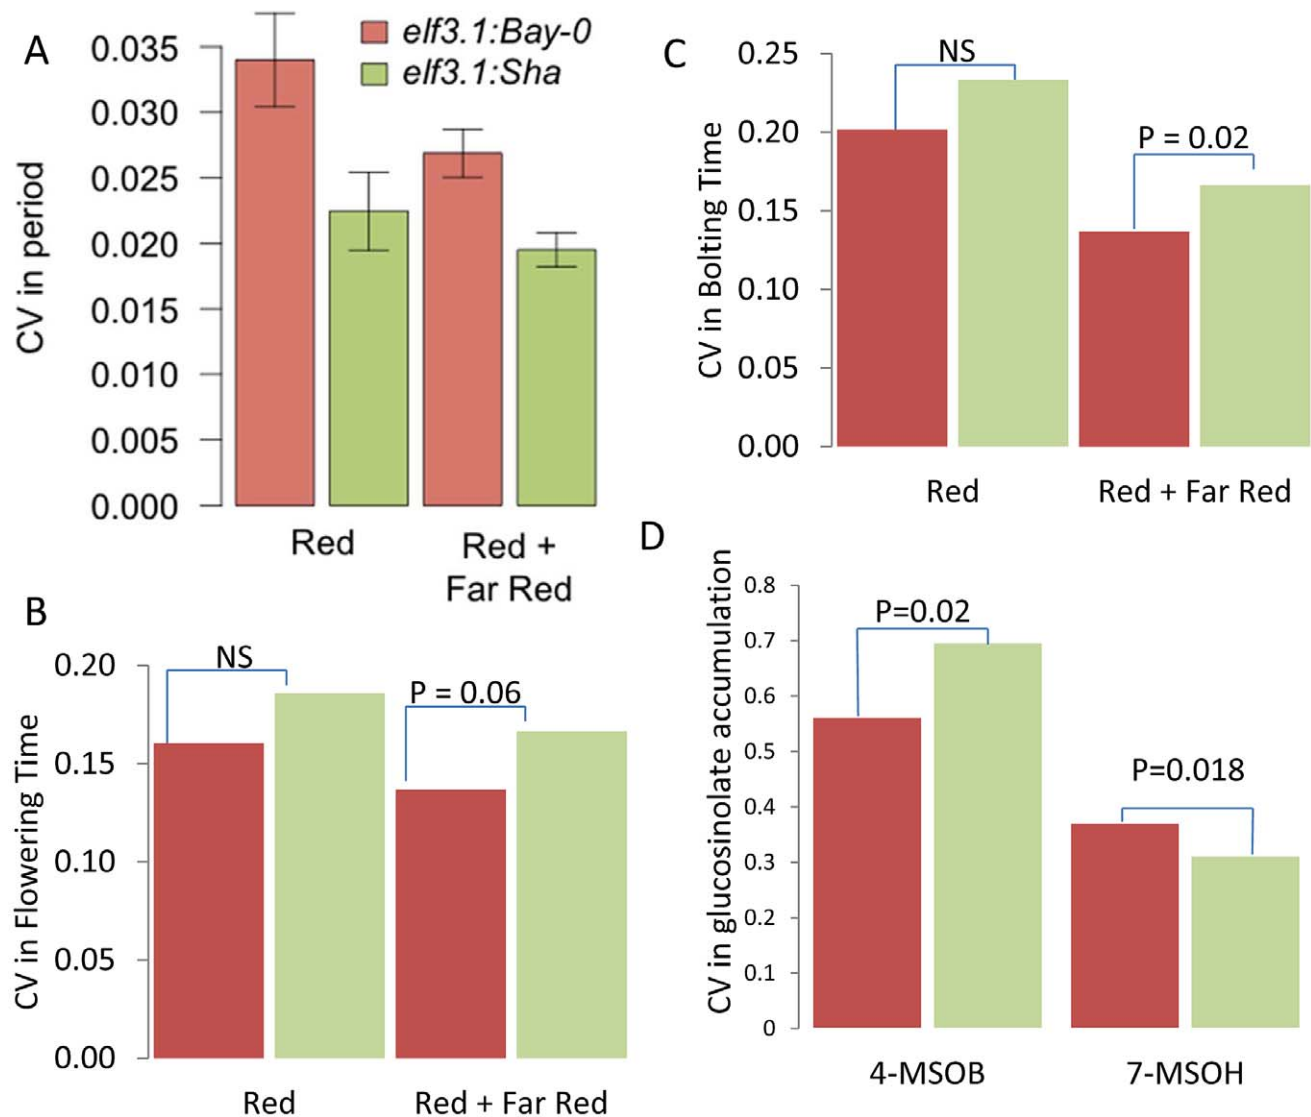 A
CV in period
0.035
0.030
0.025
0.020
0.015
0.010
0.005
0.000
elf3.1:Bay-0
elf3.1:Sha
Red
Red +
Far Red
B
CV in Flowering Time
0.20
0.15
0.10
0.05
0.00
NS
P = 0.06
Red
Red + Far Red
C
CV in Bolting Time
0.25
0.20
0.15
0.10
0.05
0.00
NS
P = 0.02
Red
Red + Far Red
D
CV in glucosinolate accumulation
0.8
0.7
0.6
0.5
0.4
0.3
0.2
0.1
0
P=0.02
P=0.018
4-MSOB
7-MSOH